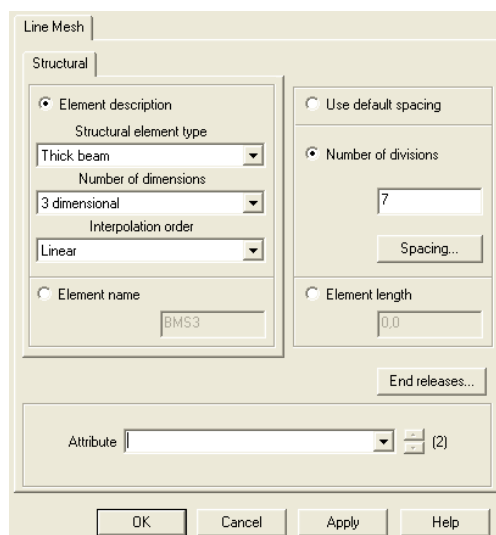 Line Mesh
Structural
Element description
Structural element type
Thick beam
Number of dimensions
3 dimensional
Interpolation order
Linear
Element name
BMS3
Use default spacing
Number of divisions
7
Spacing...
Element length
0,0
End releases...
Attribute
(2)
OK Cancel Apply Help